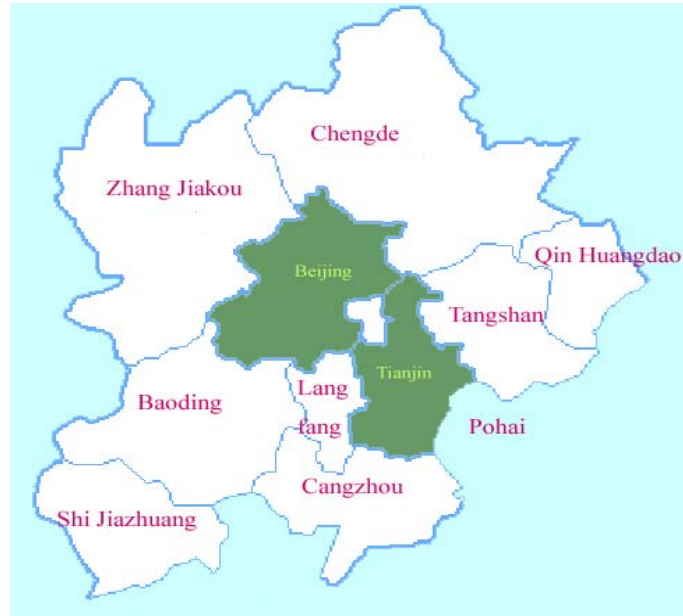 Chengde
Zhang Jiakou
Qin Huangdao
Beijing
Tangshan
Tianjin
Lang
fang
Baoding
Pohai
Cangzhou
Shi Jiazhuang